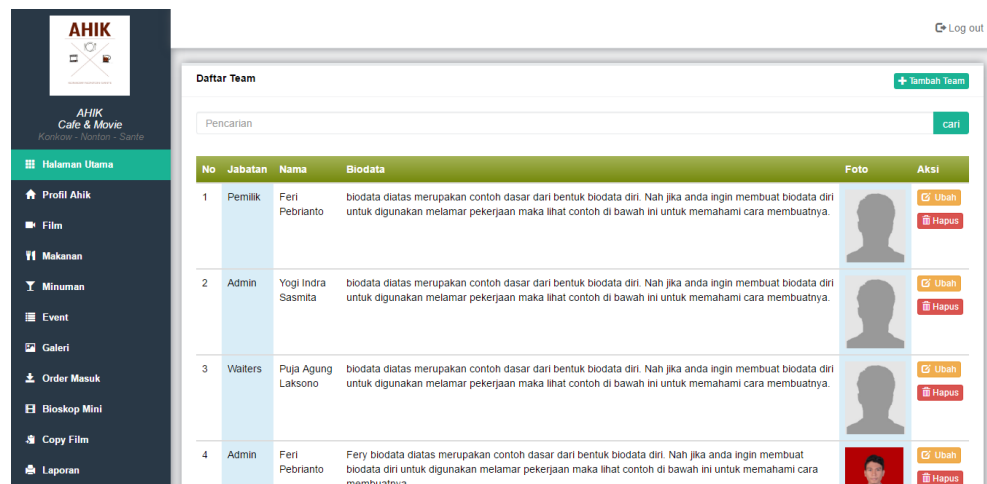 AHIK
AHIK
Cafe & Movie
Konkow - Nonton - Sante
Halaman Utama
Profil Ahik
Film
Makanan
Minuman
Event
Galeri
Order Masuk
Bioskop Mini
Copy Film
Laporan
Log out
Daftar Team
Tambah Team
Pencarian
cari
No Jabatan Nama Biodata Foto Aksi
1 Pemilik Feri Pebrianto
biodata diatas merupakan contoh dasar dari bentuk biodata diri. Nah jika anda ingin membuat biodata diri
untuk digunakan melamar pekerjaan maka lihat contoh di bawah ini untuk memahami cara membuatnya.
Ubah
Hapus
2 Admin Yogi Indra Sasmita
biodata diatas merupakan contoh dasar dari bentuk biodata diri. Nah jika anda ingin membuat biodata diri
untuk digunakan melamar pekerjaan maka lihat contoh di bawah ini untuk memahami cara membuatnya.
Ubah
Hapus
3 Waiters Puja Agung Laksono
biodata diatas merupakan contoh dasar dari bentuk biodata diri. Nah jika anda ingin membuat biodata diri
untuk digunakan melamar pekerjaan maka lihat contoh di bawah ini untuk memahami cara membuatnya.
Ubah
Hapus
4 Admin Feri Pebrianto
Fery biodata diatas merupakan contoh dasar dari bentuk biodata diri. Nah jika anda ingin membuat
biodata diri untuk digunakan melamar pekerjaan maka lihat contoh di bawah ini untuk memahami cara
membuatnya
Ubah
Hapus